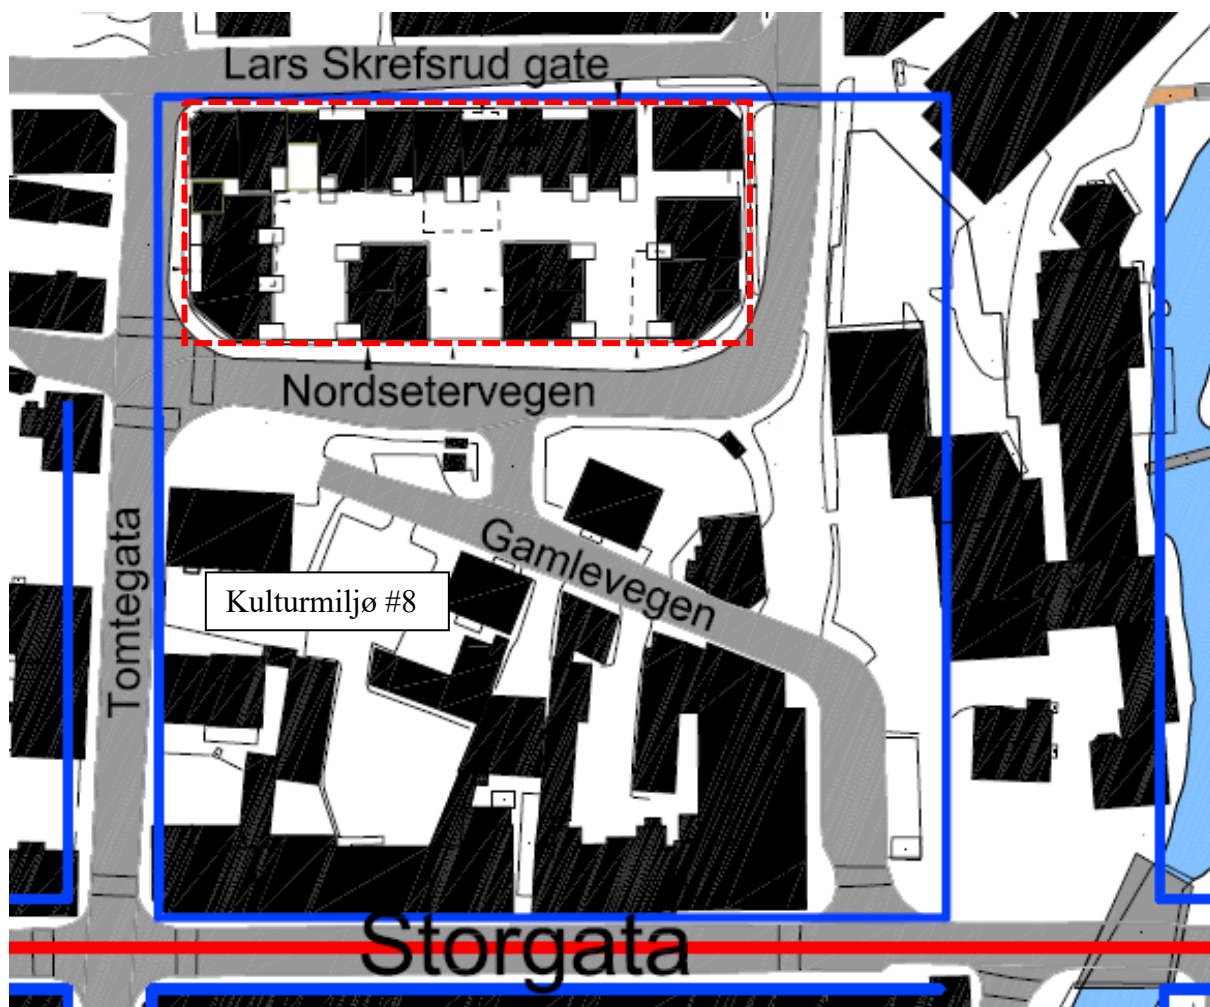 Lars Skrefsrud gate
Nordsetervegen
Gamlevegen
Kulturmiljø #8
Tomtegata
Storgata